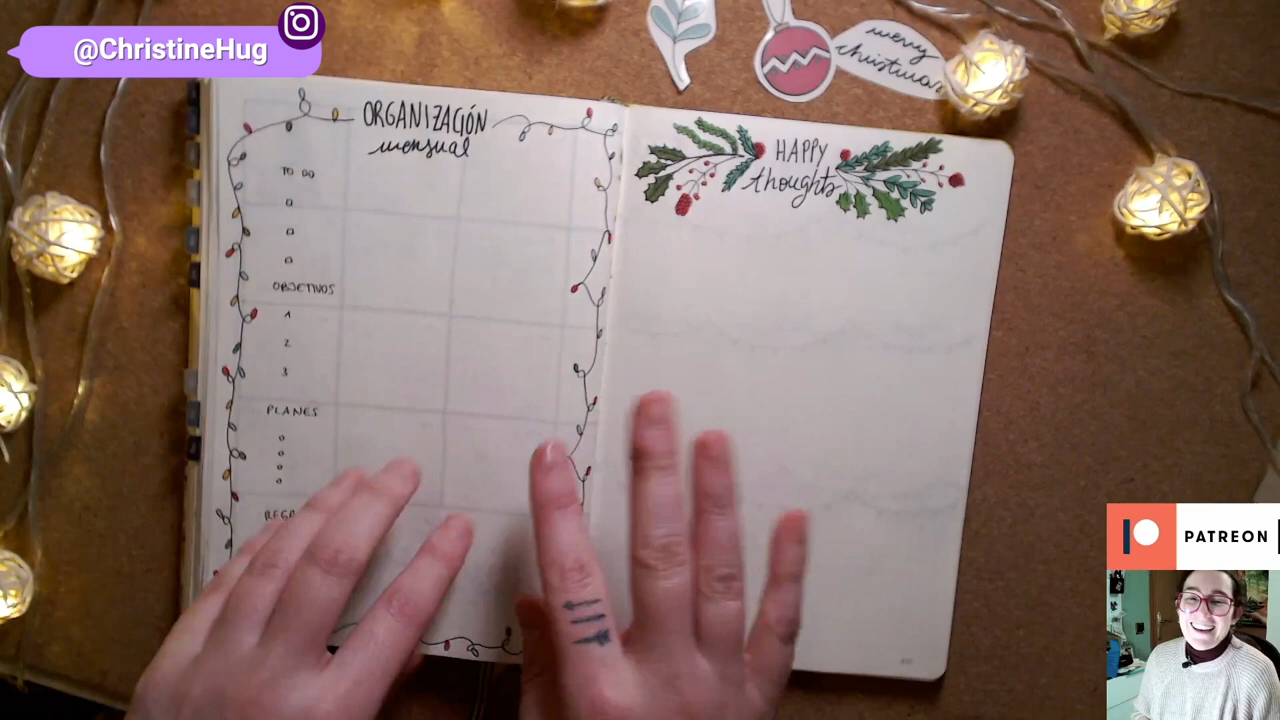 @ChristineHug
merry
christmas
ORGANIZACIÓN
mensual
TO DO
OBJETIVOS
1
2
3
PLANES
HAPPY
thoughts
PATREON